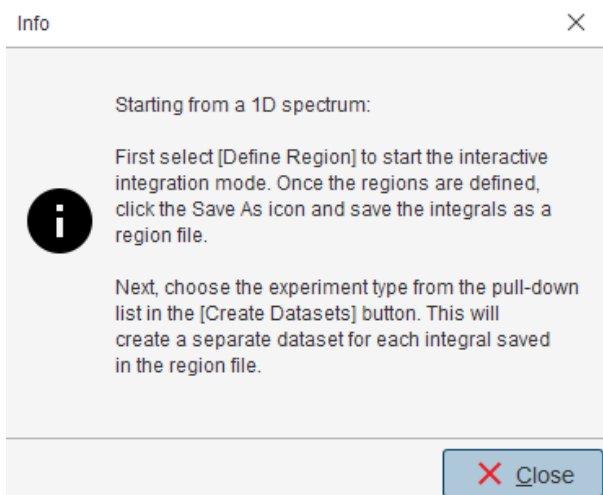 Info
Starting from a 1D spectrum:
First select [Define Region] to start the interactive
integration mode. Once the regions are defined,
click the Save As icon and save the integrals as a
region file.
Next, choose the experiment type from the pull-down
list in the [Create Datasets] button. This will
create a separate dataset for each integral saved
in the region file.
Close